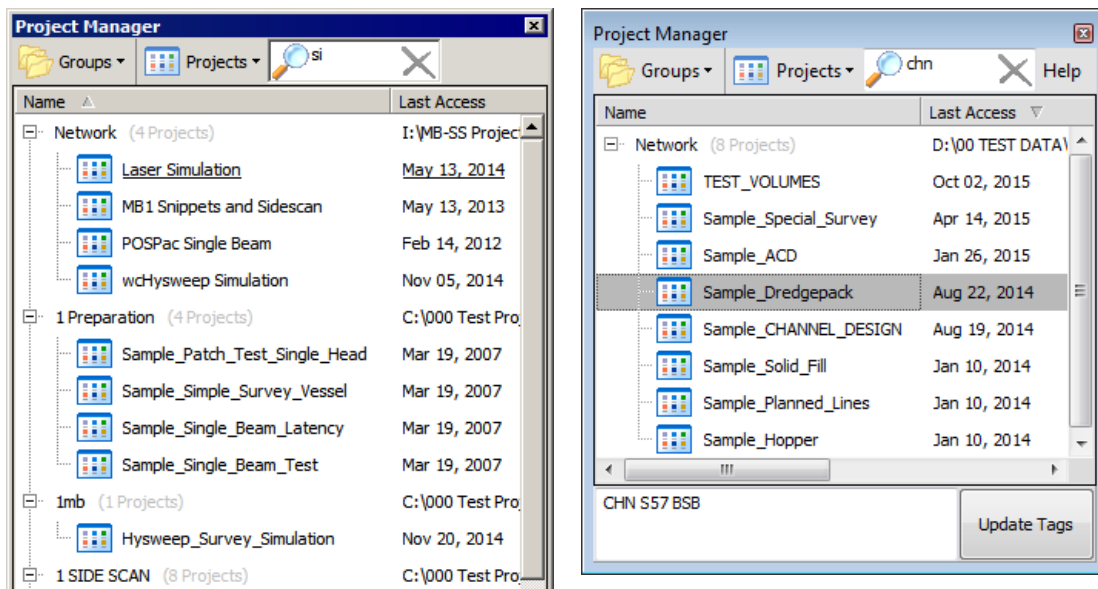 Project Manager
Groups Projects si
Name Last Access
Network (4 Projects) I:\MB-SS Project
Laser Simulation May 13, 2014
MB1 Snippets and Sidescan May 13, 2013
POSPac Single Beam Feb 14, 2012
wcHysweep Simulation Nov 05, 2014
1 Preparation (4 Projects) C:\000 Test Pro
Sample_Patch_Test_Single_Head Mar 19, 2007
Sample_Simple_Survey_Vessel Mar 19, 2007
Sample_Single_Beam_Latency Mar 19, 2007
Sample_Single_Beam_Test Mar 19, 2007
1mb (1 Projects) C:\000 Test Pro
Hysweep_Survey_Simulation Nov 20, 2014
1 SIDE SCAN (8 Projects) C:\000 Test Pro
Project Manager
Groups Projects chn Help
Name Last Access
Network (8 Projects) D:\00 TEST DATA\
TEST_VOLUMES Oct 02, 2015
Sample_Special_Survey Apr 14, 2015
Sample_ACD Jan 26, 2015
Sample_Dredgepack Aug 22, 2014
Sample_CHANNEL_DESIGN Aug 19, 2014
Sample_Solid_Fill Jan 10, 2014
Sample_Planned_Lines Jan 10, 2014
Sample_Hopper Jan 10, 2014
CHN S57 BSB
Update Tags